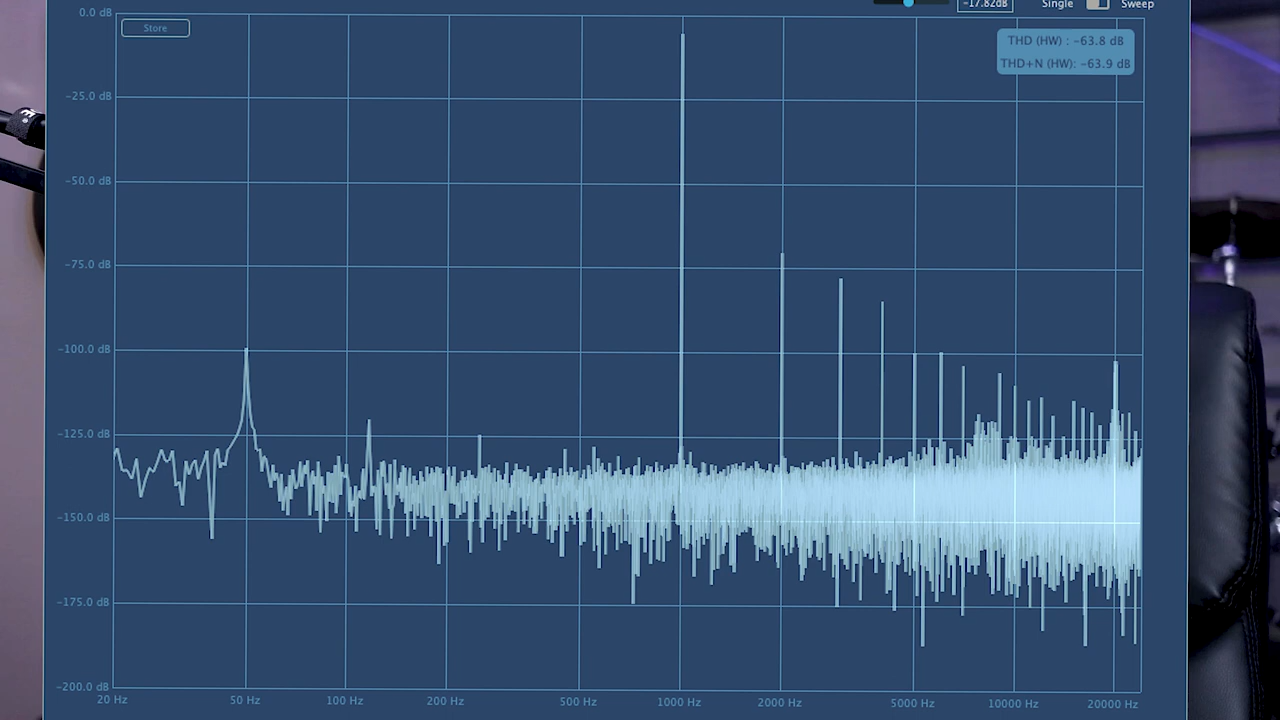 −17.82dB Single Sweep
0.0 dB
Store
THD (HW) : −63.8 dB
THD+N (HW): −63.9 dB
−25.0 dB
−50.0 dB
−75.0 dB
−100.0 dB
−125.0 dB
−150.0 dB
−175.0 dB
−200.0 dB
20 Hz 50 Hz 100 Hz 200 Hz 500 Hz 1000 Hz 2000 Hz 5000 Hz 10000 Hz 20000 Hz